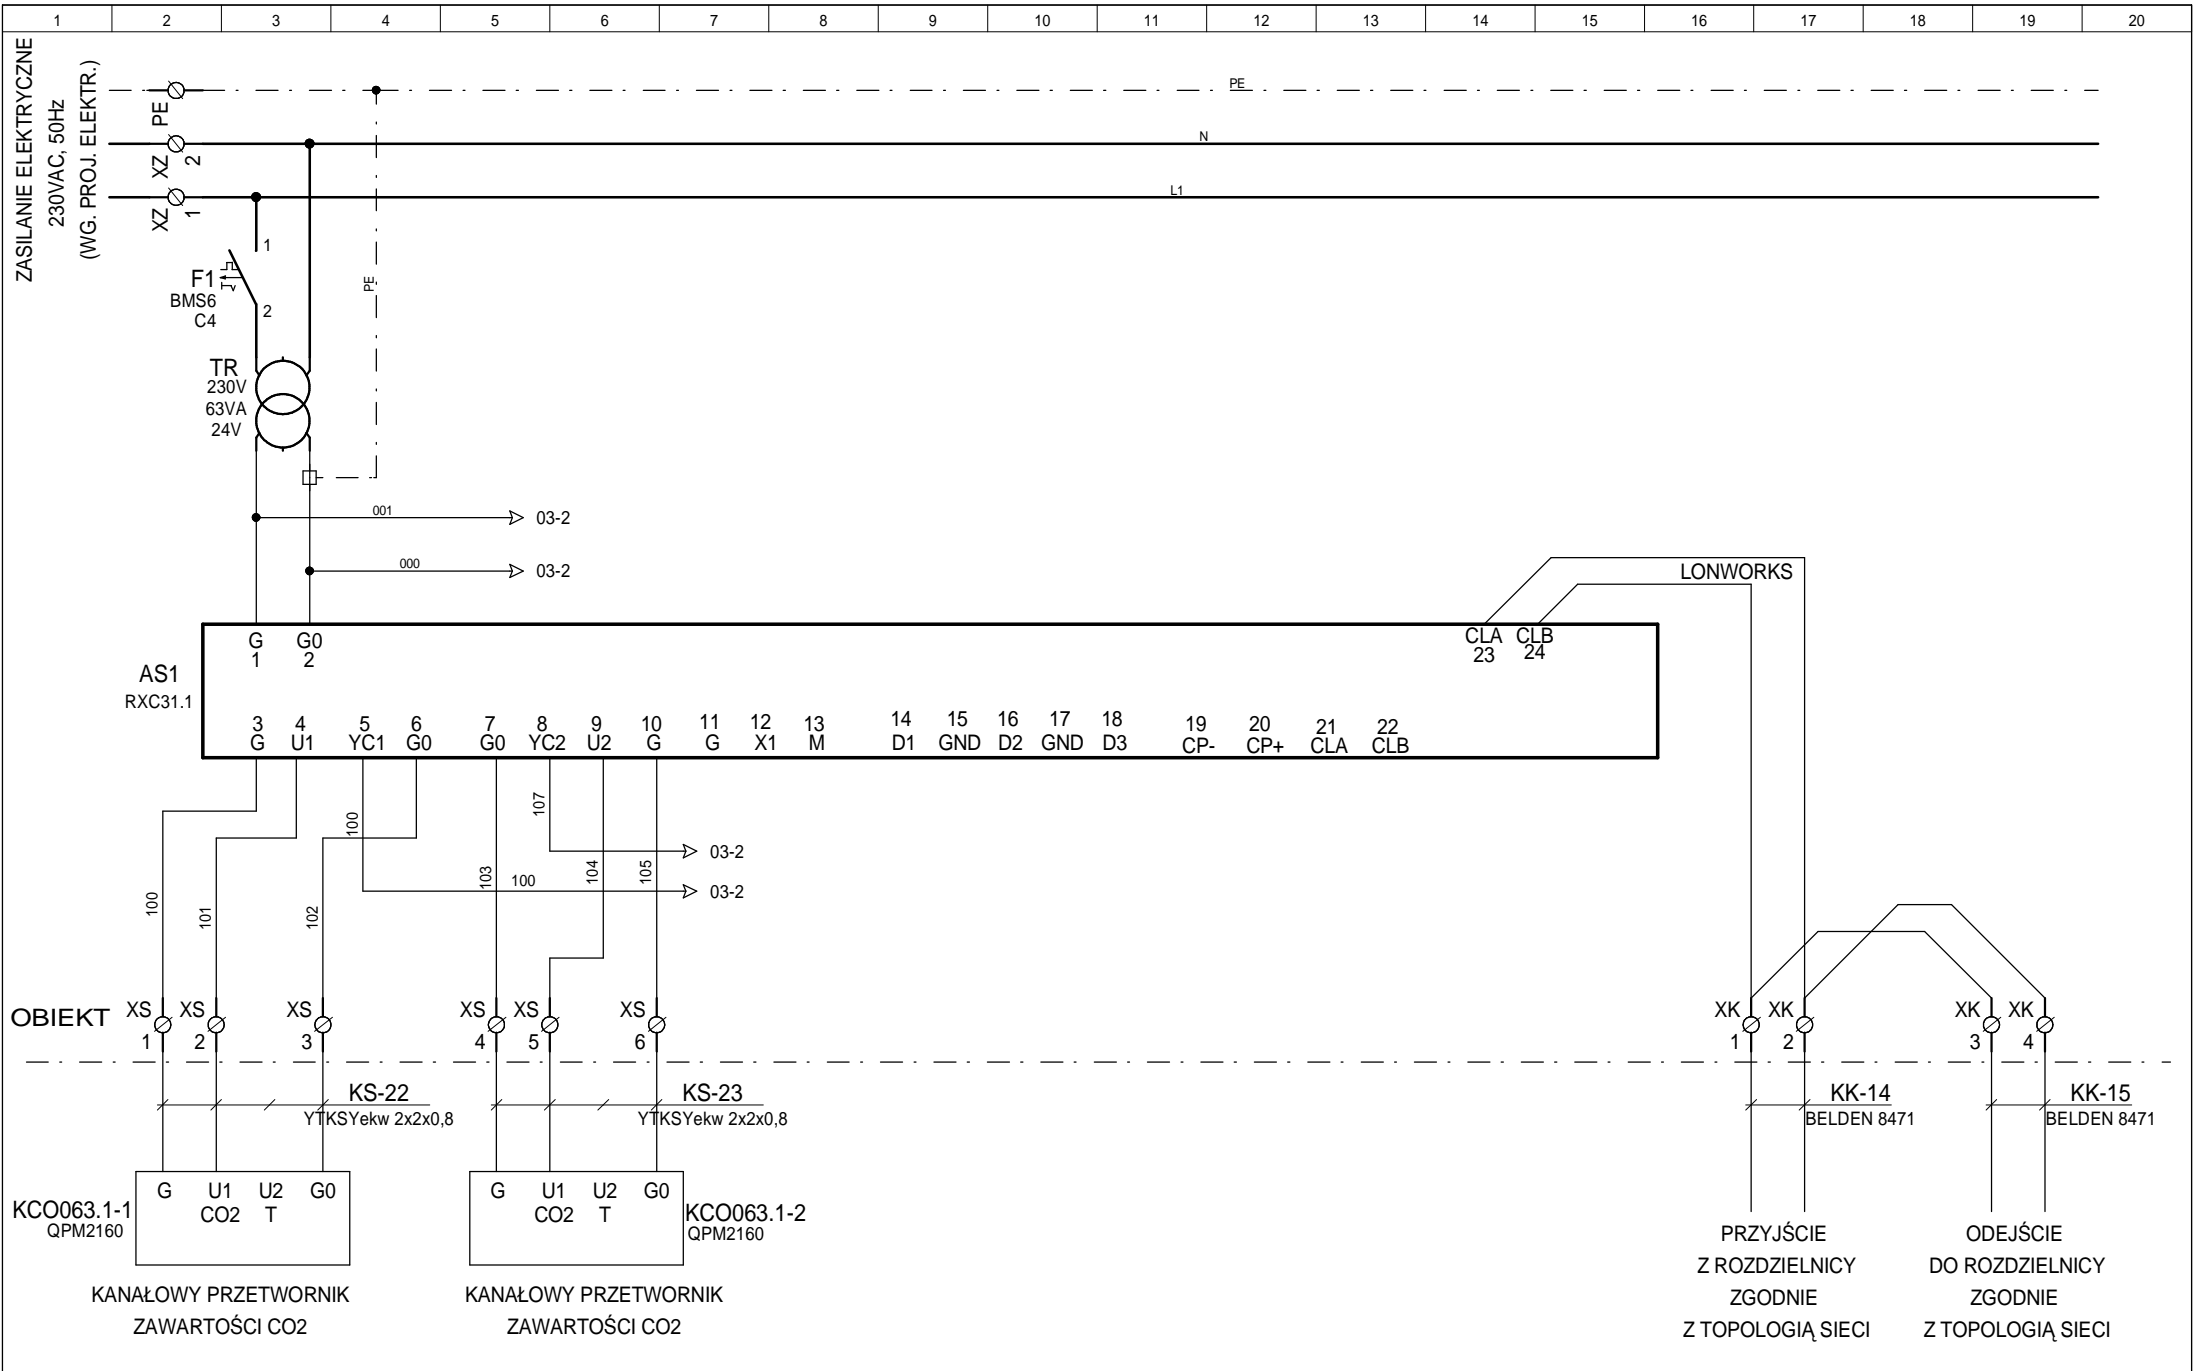 1 2 3 4 5 6 7 8 9 10 11 12 13 14 15 16 17 18 19 20
ZASILANIE ELEKTRYCZNE
230VAC, 50Hz
(WG. PROJ. ELEKTR.)
PE
PE
XZ 2
N
XZ 1
L1
1
F1
BMS6
C4
2
PE
TR
230V
63VA
24V
001 03-2
000 03-2
LONWORKS
G G0 CLA CLB
1 2 23 24
AS1
RXC31.1
3 4 5 6 7 8 9 10 11 12 13 14 15 16 17 18 19 20 21 22
G U1 YC1 G0 G0 YC2 U2 G G X1 M D1 GND D2 GND D3 CP- CP+ CLA CLB
100 107
03-2
103 100 104 105 03-2
100 101 102
OBIEKT
XS XS XS XS XS XS XK XK XK XK
1 2 3 4 5 6 1 2 3 4
KS-22 KS-23 KK-14 KK-15
YTKSYekw 2x2x0,8 YTKSYekw 2x2x0,8 BELDEN 8471 BELDEN 8471
KCO063.1-1
QPM2160
G U1 U2 G0
CO2 T
G U1 U2 G0
CO2 T
KCO063.1-2
QPM2160
KANAŁOWY PRZETWORNIK
ZAWARTOŚCI CO2
KANAŁOWY PRZETWORNIK
ZAWARTOŚCI CO2
PRZYJŚCIE
Z ROZDZIELNICY
ZGODNIE
Z TOPOLOGIĄ SIECI
ODEJŚCIE
DO ROZDZIELNICY
ZGODNIE
Z TOPOLOGIĄ SIECI